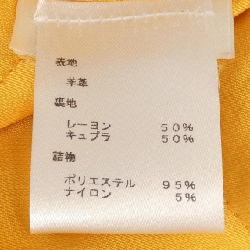 表地
羊革
裏地
レーヨン 50%
キュプラ 50%
詰物
ポリエステル 95%
ナイロン 5%